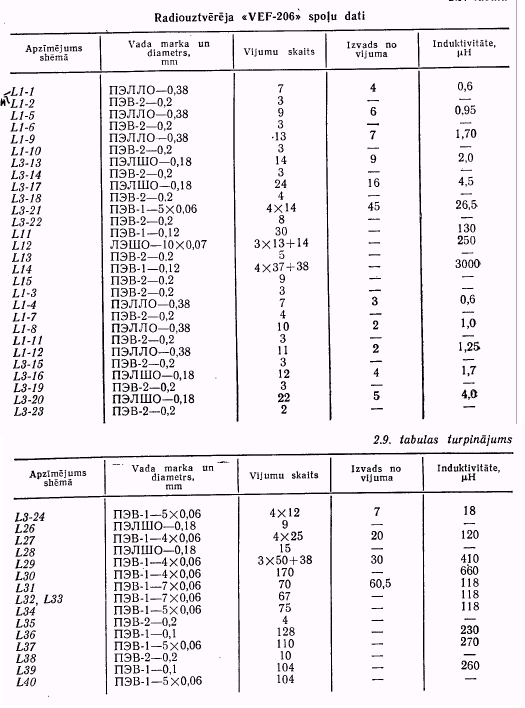 Radiouztvērēja «VEF-206» spoļu dati
Apzīmējums shēmā Vada marka un diametrs, mm Vijumu skaits Izvads no vijuma Induktivitāte, μH
L1-1 ПЭЛЛО—0,38 7 4 0,6
L1-2 ПЭВ-2—0,2 3 — —
L1-5 ПЭЛЛО—0,38 9 6 0,95
L1-6 ПЭВ-2—0,2 3 — —
L1-9 ПЭЛЛО—0,38 13 7 1,70
L1-10 ПЭВ-2—0,2 3 — —
L3-13 ПЭЛШО—0,18 14 9 2,0
L3-14 ПЭВ-2—0,2 3 — —
L3-17 ПЭЛШО—0,18 24 16 4,5
L3-18 ПЭВ-2—0.2 4 — —
L3-21 ПЭВ-1—5×0,06 4×14 45 26,5
L3-22 ПЭВ-2—0,2 8 — —
L11 ПЭВ-1—0,12 30 — 130
L12 ЛЭШО—10×0,07 3×13+14 — 250
L13 ПЭВ-2—0.2 5 — —
L14 ПЭВ-1—0,12 4×37+38 — 3000
L15 ПЭВ-2—0.2 9 — —
L1-3 ПЭВ-2—0,2 3 — —
L1-4 ПЭЛЛО—0,38 7 3 0,6
L1-7 ПЭВ-2—0,2 4 — —
L1-8 ПЭЛЛО—0,38 10 2 1,0
L1-11 ПЭВ-2—0,2 3 — —
L1-12 ПЭЛЛО—0,38 11 2 1,25
L3-15 ПЭВ-2—0,2 3 — —
L3-16 ПЭЛШО—0,18 12 4 1,7
L3-19 ПЭВ-2—0,2 3 — —
L3-20 ПЭЛШО—0,18 22 5 4,0
L3-23 ПЭВ-2—0,2 2 — —
2.9. tabulas turpinājums
Apzīmējums shēmā Vada marka un diametrs, mm Vijumu skaits Izvads no vijuma Induktivitāte, μH
L3-24 ПЭВ-1—5×0,06 4×12 7 18
L26 ПЭЛШО—0,18 9 — —
L27 ПЭВ-1—4×0,06 4×25 20 120
L28 ПЭЛШО—0,18 15 — —
L29 ПЭВ-1—4×0,06 3×50+38 30 410
L30 ПЭВ-1—4×0,06 170 — 660
L31 ПЭВ-1—7×0,06 70 60,5 118
L32, L33 ПЭВ-1—7×0,06 67 — 118
L34 ПЭВ-1—5×0,06 75 — 118
L35 ПЭВ-2—0,2 4 — —
L36 ПЭВ-1—0,1 128 — 230
L37 ПЭВ-1—5×0,06 110 — 270
L38 ПЭВ-2—0,2 10 — —
L39 ПЭВ-1—0,1 104 — 260
L40 ПЭВ-1—5×0,06 104 — —